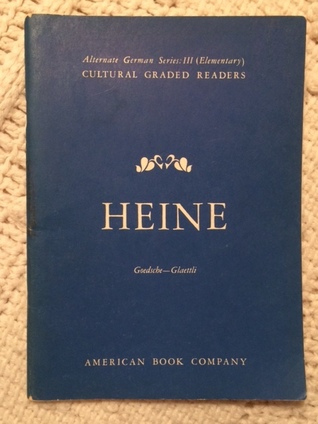 Alternate German Series: III (Elementary)
CULTURAL GRADED READERS
HEINE
Goedsche—Glaettli
AMERICAN BOOK COMPANY